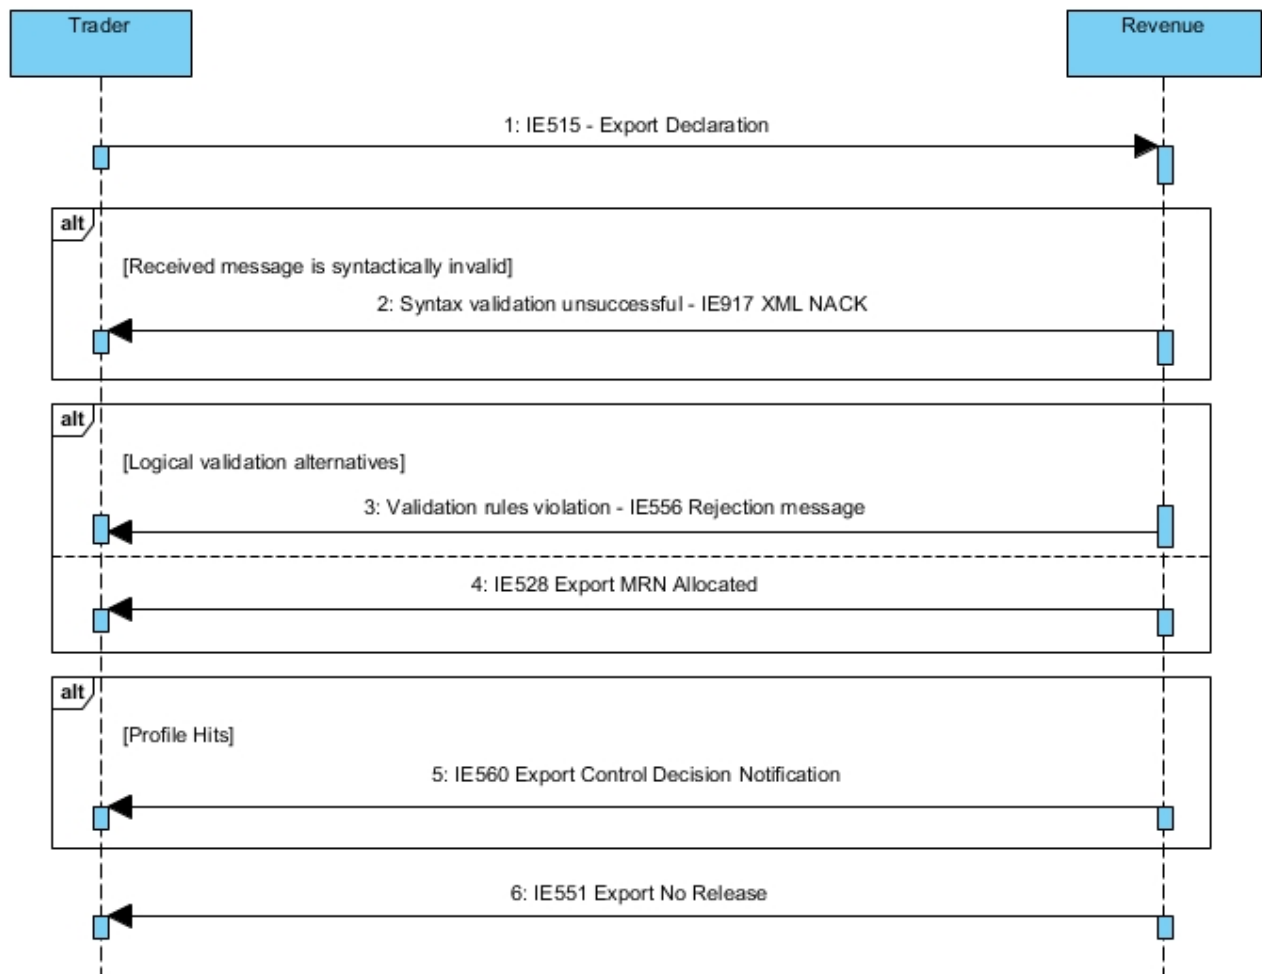 Trader
Revenue
1: IE515 - Export Declaration
alt
[Received message is syntactically invalid]
2: Syntax validation unsuccessful - IE917 XML NACK
alt
[Logical validation alternatives]
3: Validation rules violation - IE556 Rejection message
4: IE528 Export MRN Allocated
alt
[Profile Hits]
5: IE560 Export Control Decision Notification
6: IE551 Export No Release